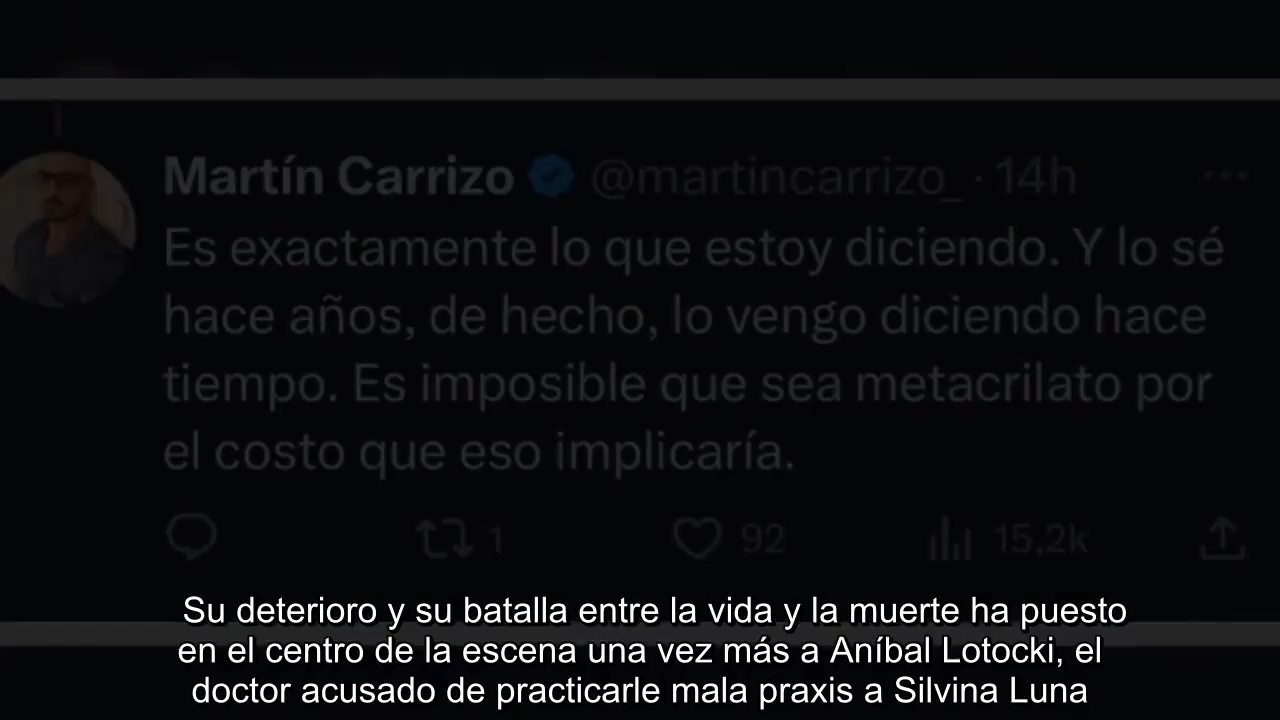 Martín Carrizo @martincarrizo_ · 14h
Es exactamente lo que estoy diciendo. Y lo sé
hace años, de hecho, lo vengo diciendo hace
tiempo. Es imposible que sea metacrilato por
el costo que eso implicaría.
1 92 15,2k
Su deterioro y su batalla entre la vida y la muerte ha puesto
en el centro de la escena una vez más a Aníbal Lotocki, el
doctor acusado de practicarle mala praxis a Silvina Luna